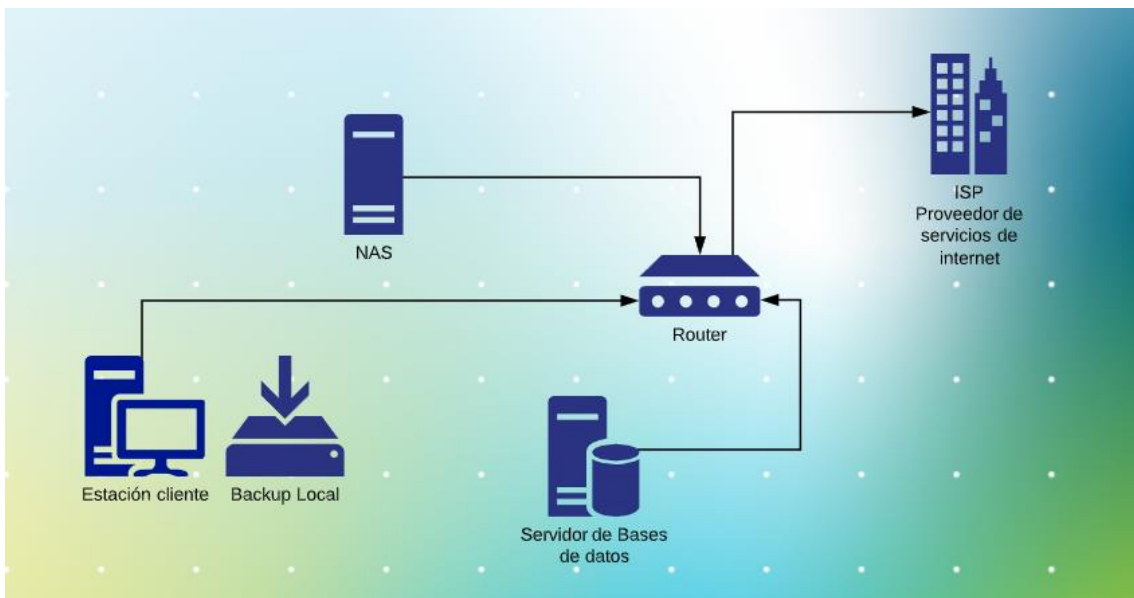 ISP
Proveedor de
servicios de
internet
NAS
Router
Estación cliente
Backup Local
Servidor de Bases
de datos